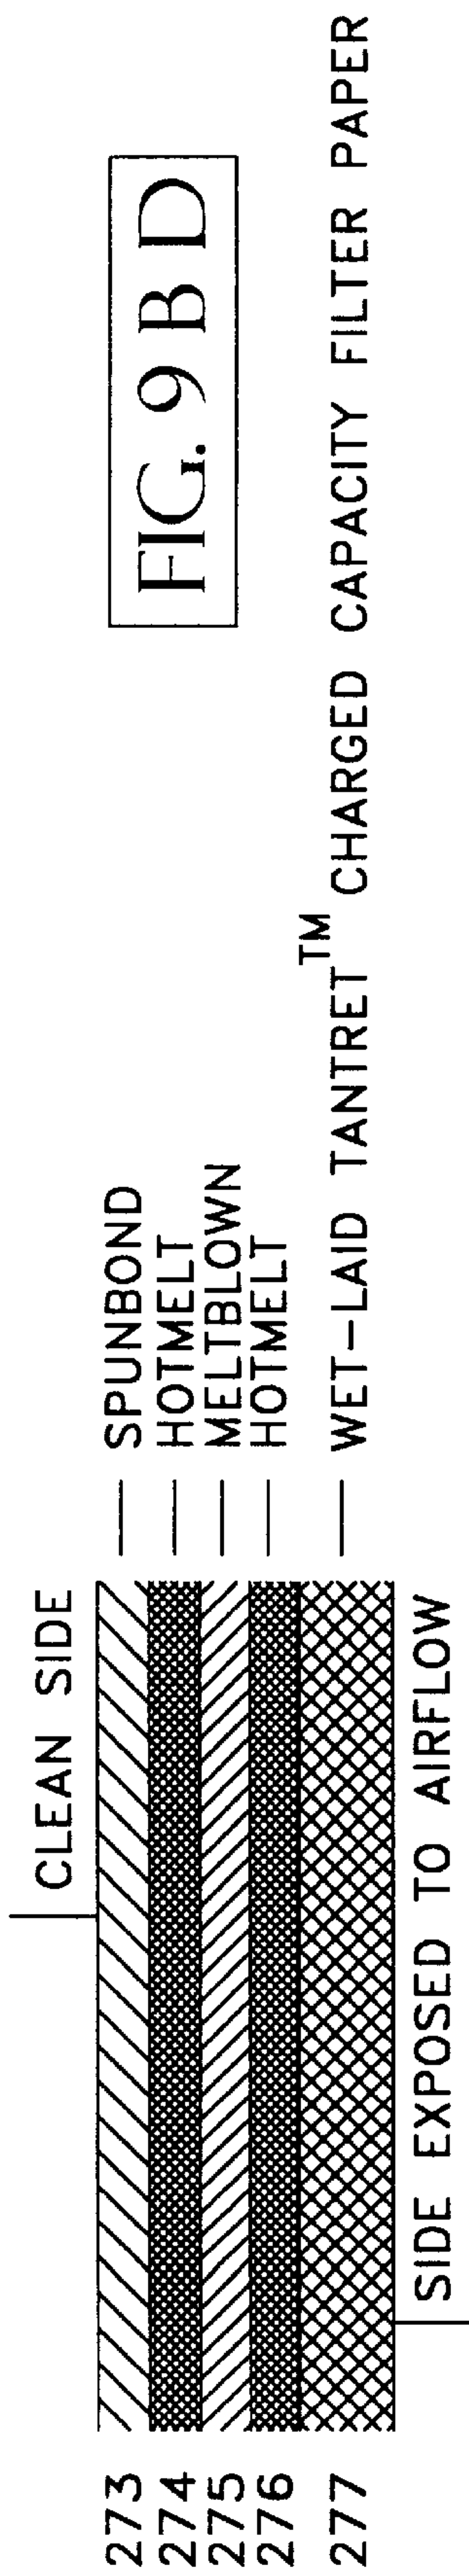 FIG. 9 B D
CLEAN SIDE
273 — SPUNBOND
274 — HOTMELT
275 — MELTBLOWN
276 — HOTMELT
277 — WET-LAID TANTRET™ CHARGED CAPACITY FILTER PAPER
SIDE EXPOSED TO AIRFLOW